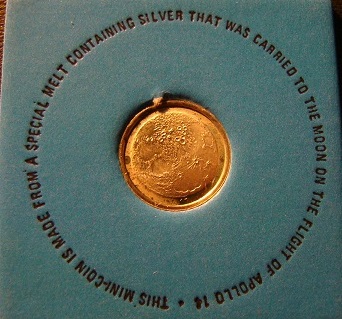 THIS MINI-COIN IS MADE FROM A SPECIAL MELT CONTAINING SILVER THAT WAS CARRIED TO THE MOON ON THE FLIGHT OF APOLLO 14 •